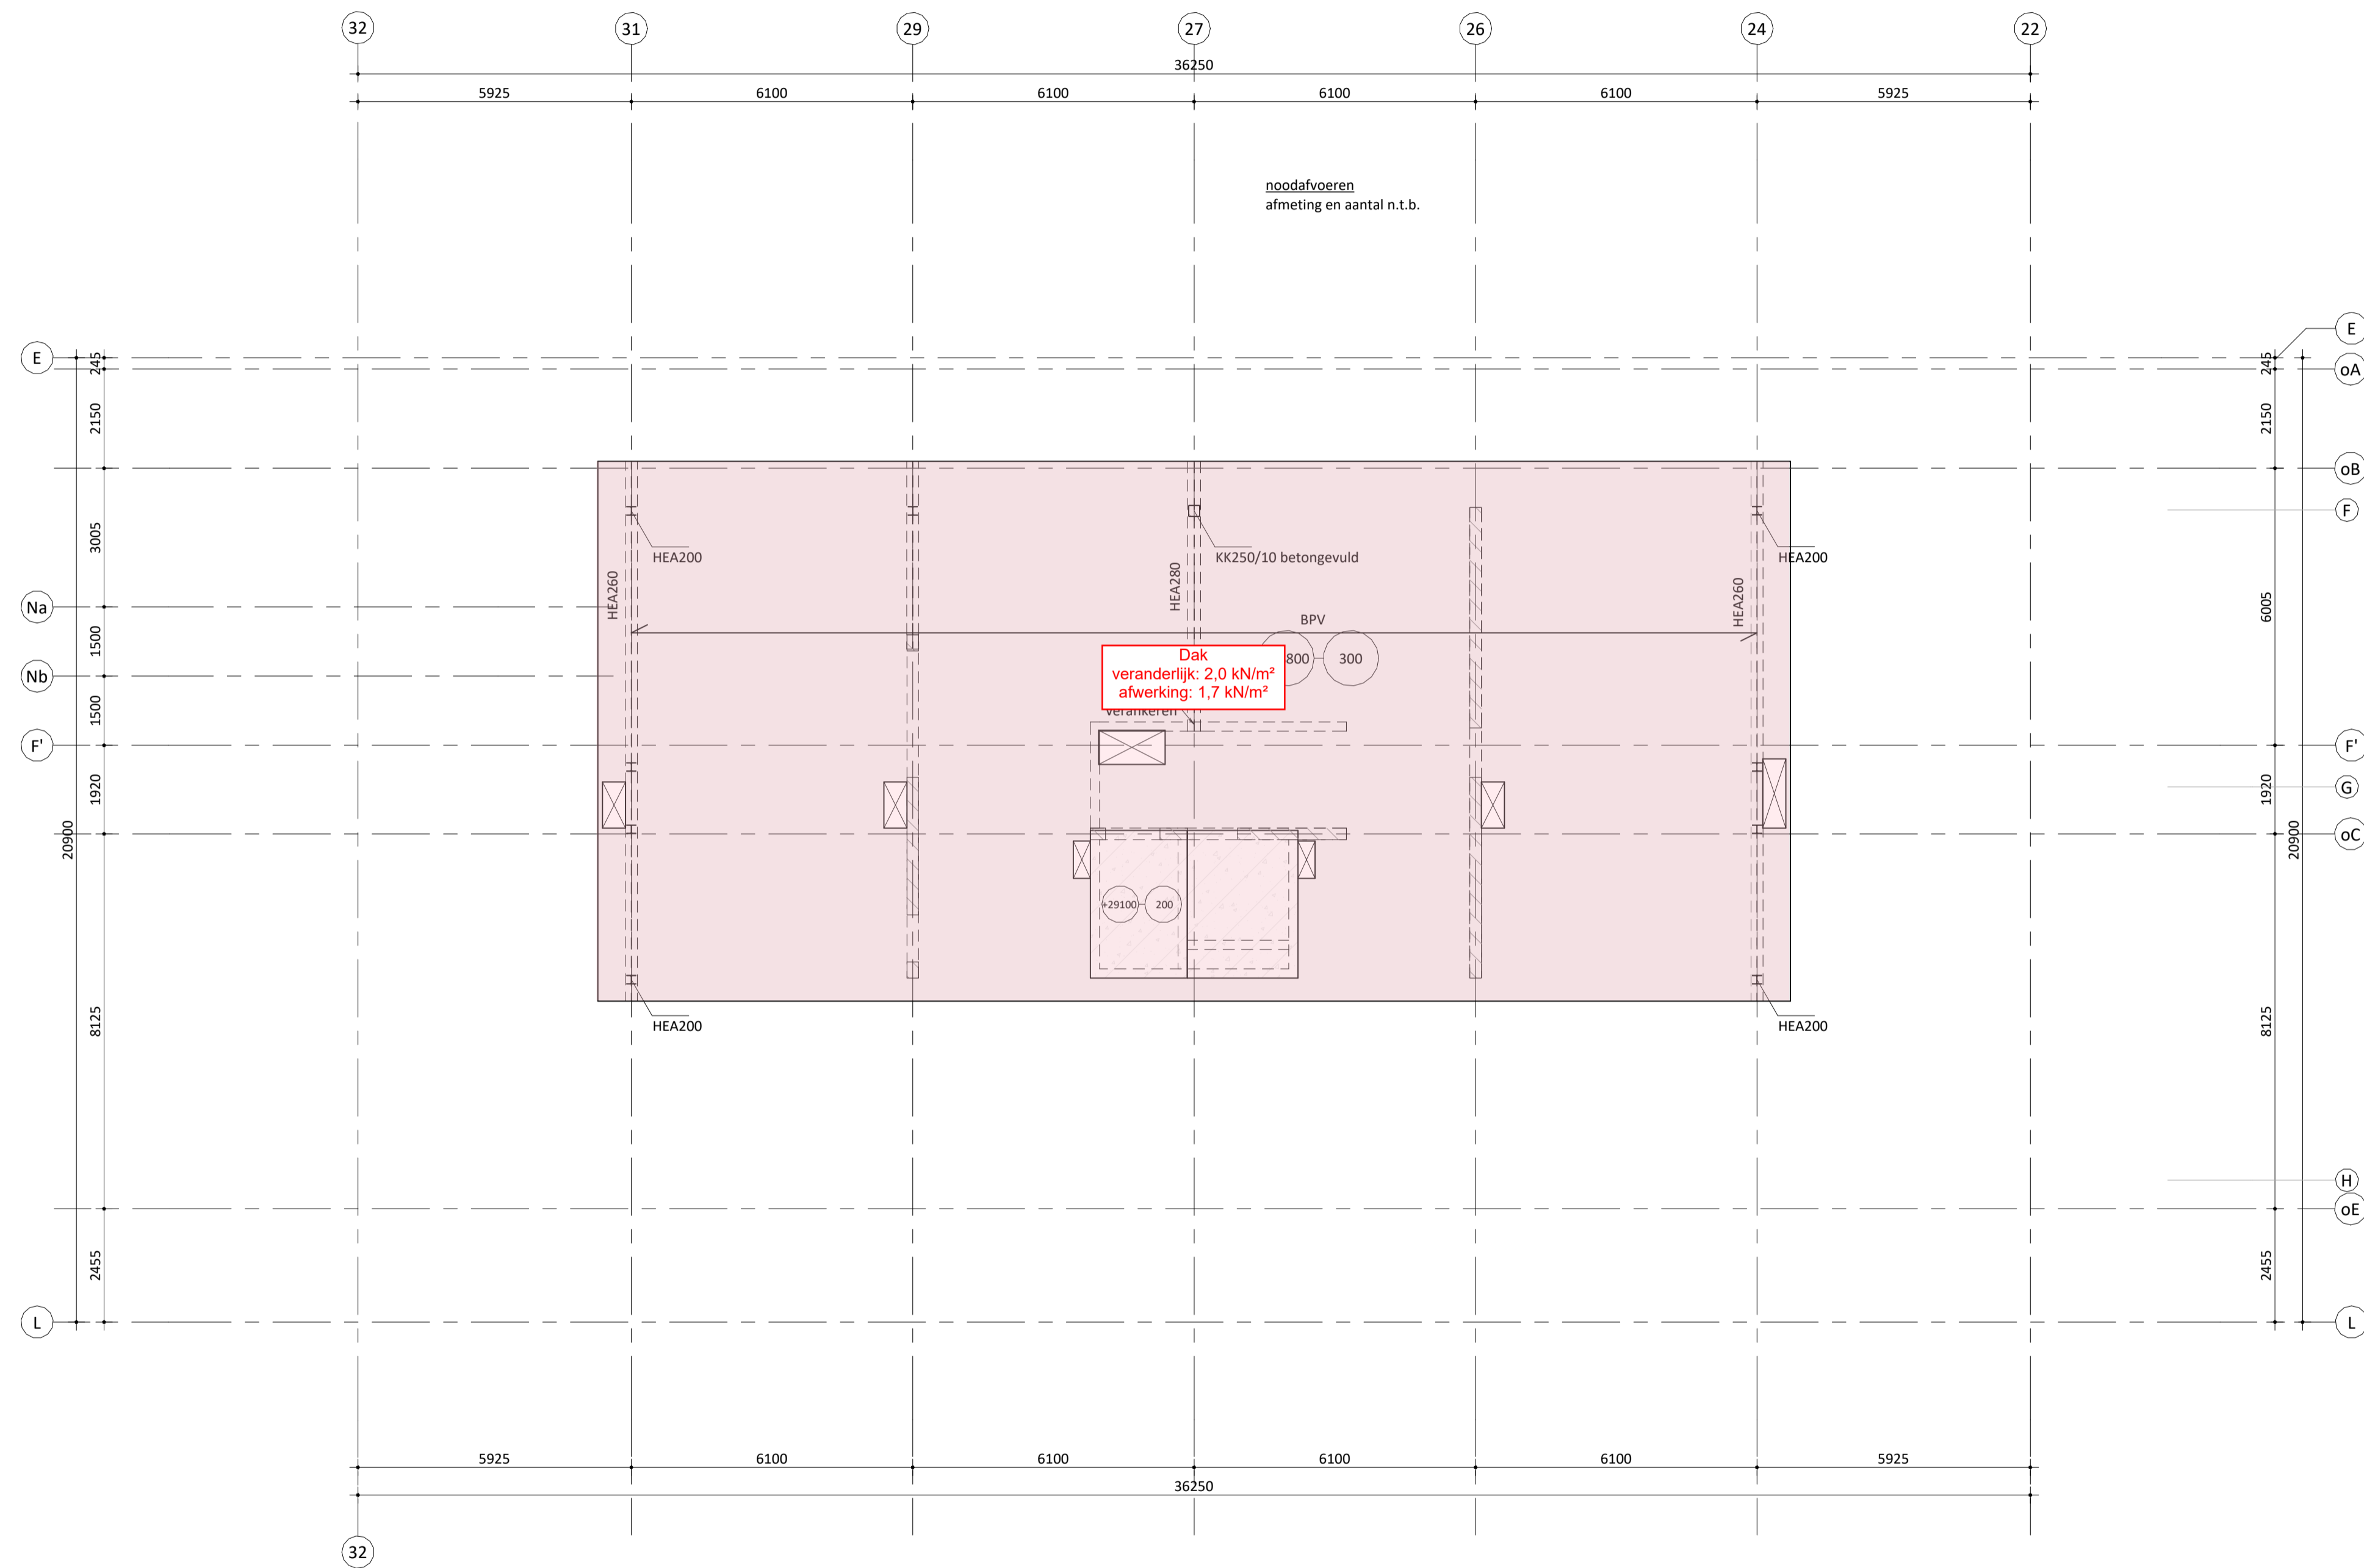 32 31 29 27 26 24 22
36250
5925 6100 6100 6100 6100 5925
noodafvoeren
afmeting en aantal n.t.b.
E
E
245
245
oA
2150
2150
oB
F
3005
HEA200
KK250/10 betongevuld
HEA200
HEA260
HEA280
HEA260
Na
6005
BPV
1500
Dak
veranderlijk: 2,0 kN/m²
afwerking: 1,7 kN/m²
800
300
Nb
1500
verankeren
F'
F'
1920
1920
G
20900
20900
oC
+29100
200
8125
8125
HEA200
HEA200
H
oE
2455
2455
L
L
5925 6100 6100 6100 6100 5925
36250
32